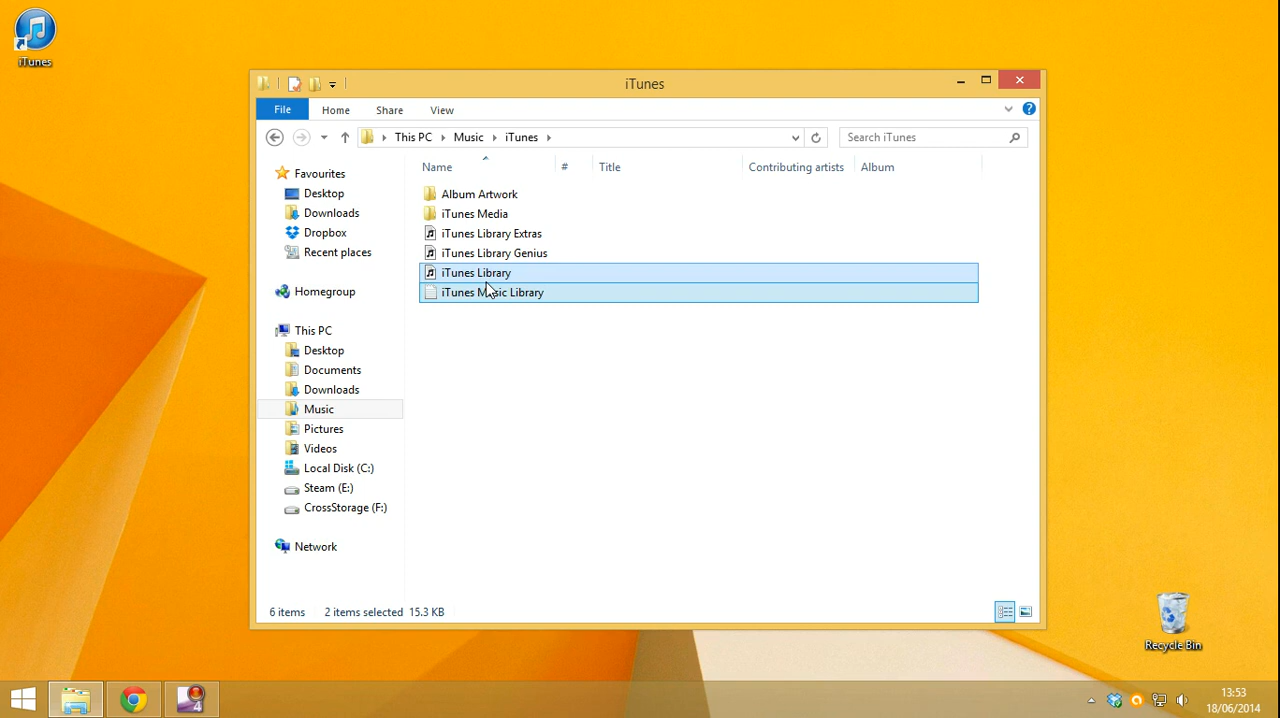 iTunes
iTunes
File Home Share View
This PC Music iTunes
Search iTunes
Name # Title Contributing artists Album
Favourites
Desktop
Downloads
Dropbox
Recent places
Homegroup
This PC
Desktop
Documents
Downloads
Music
Pictures
Videos
Local Disk (C:)
Steam (E:)
CrossStorage (F:)
Network
Album Artwork
iTunes Media
iTunes Library Extras
iTunes Library Genius
iTunes Library
iTunes Music Library
6 items 2 items selected 15.3 KB
Recycle Bin
4
13:53
18/06/2014